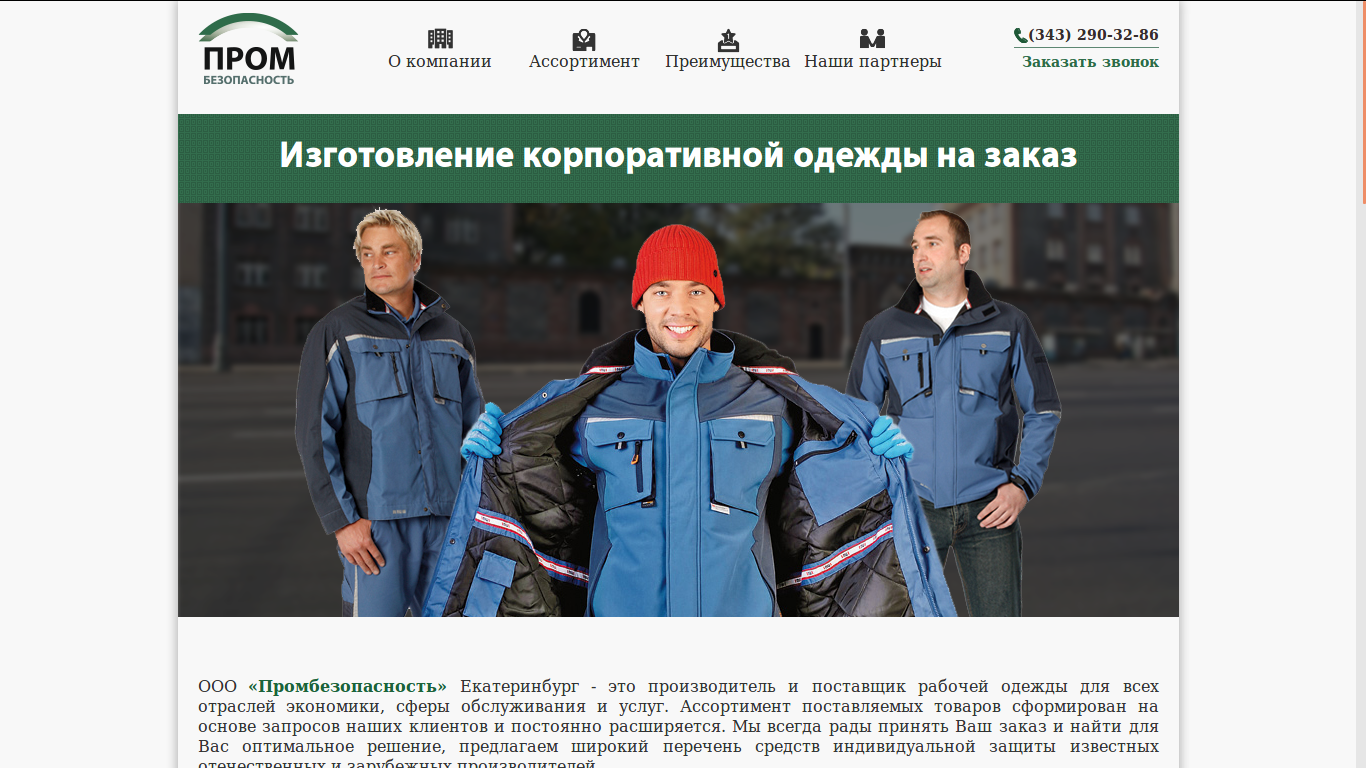 ПРОМ
БЕЗОПАСНОСТЬ
О компании
Ассортимент
Преимущества
Наши партнеры
(343) 290-32-86
Заказать звонок
Изготовление корпоративной одежды на заказ
ООО «Промбезопасность» Екатеринбург - это производитель и поставщик рабочей одежды для всех
отраслей экономики, сферы обслуживания и услуг. Ассортимент поставляемых товаров сформирован на
основе запросов наших клиентов и постоянно расширяется. Мы всегда рады принять Ваш заказ и найти для
Вас оптимальное решение, предлагаем широкий перечень средств индивидуальной защиты известных
отечественных и зарубежных производителей.